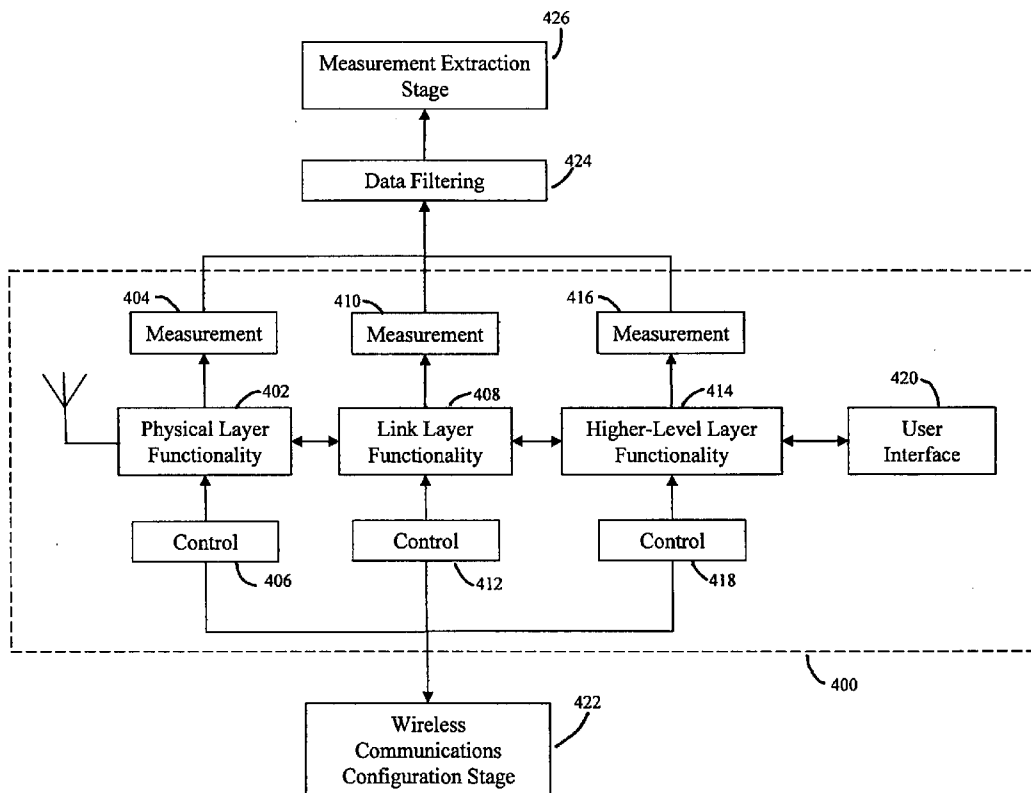 426
Measurement Extraction
Stage
424
Data Filtering
404
410
416
Measurement
Measurement
Measurement
402
408
414
420
Physical Layer
Functionality
Link Layer
Functionality
Higher-Level Layer
Functionality
User
Interface
Control
Control
Control
406
412
418
400
422
Wireless
Communications
Configuration Stage